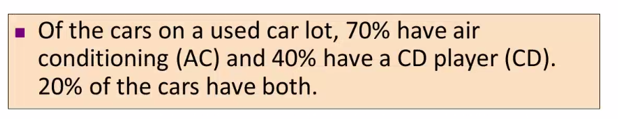 Of the cars on a used car lot, 70% have air
conditioning (AC) and 40% have a CD player (CD).
20% of the cars have both.